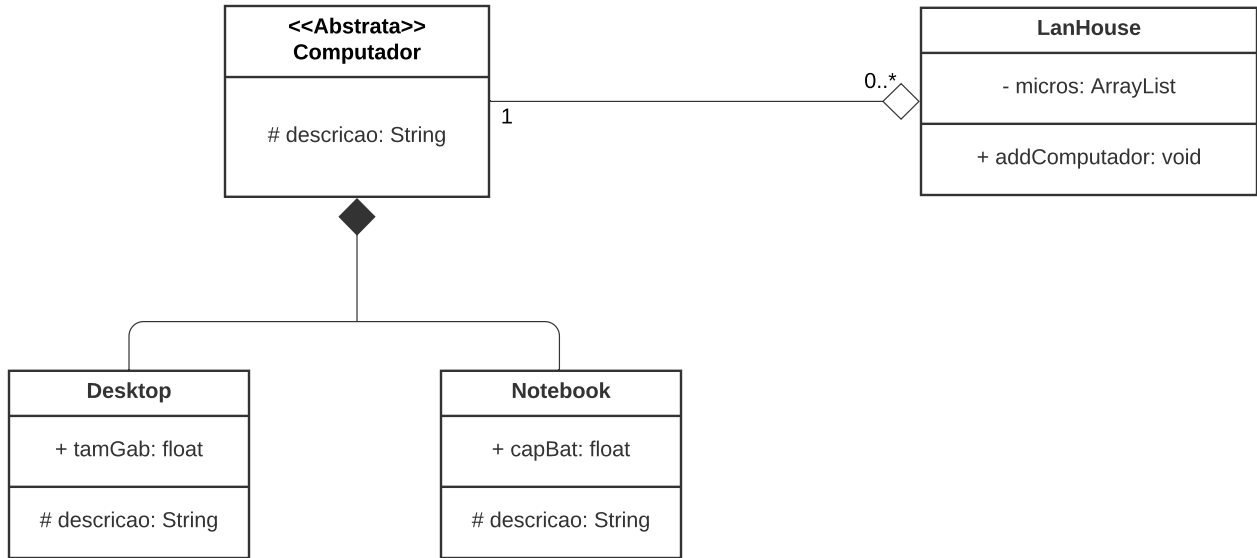 <<Abstrata>>
Computador
# descricao: String
1
0..*
LanHouse
- micros: ArrayList
+ addComputador: void
Desktop
+ tamGab: float
# descricao: String
Notebook
+ capBat: float
# descricao: String